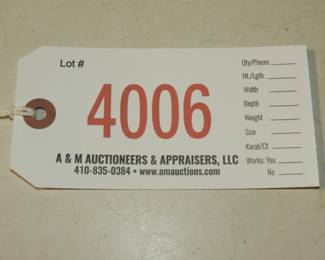 Lot #
4006
A & M AUCTIONEERS & APPRAISERS, LLC
410-835-0384 • www.amauctions.com
Qty/Pieces
Ht./Lgth.
Width
Depth
Weight
Size
Karat/Ct
Works: Yes
No